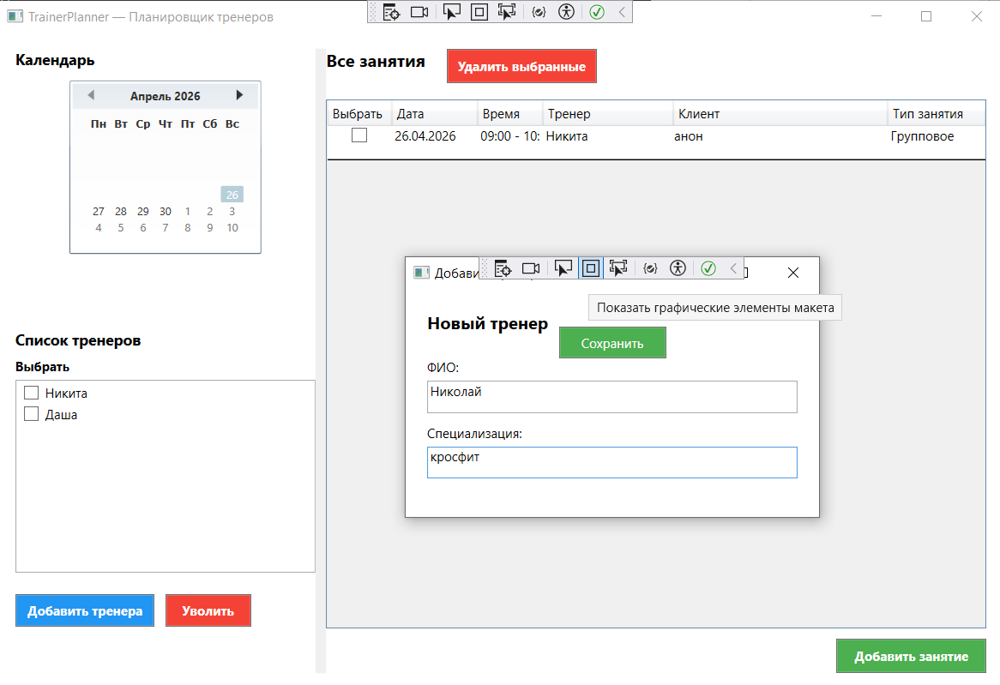 TrainerPlanner — Планировщик тренеров
Календарь
Апрель 2026
Пн Вт Ср Чт Пт Сб Вс
26
27 28 29 30 1 2 3
4 5 6 7 8 9 10
Список тренеров
Выбрать
Никита
Даша
Добавить тренера
Уволить
Все занятия
Удалить выбранные
Выбрать Дата Время Тренер Клиент Тип занятия
26.04.2026 09:00 - 10: Никита анон Групповое
Добави
Показать графические элементы макета
Новый тренер
Сохранить
ФИО:
Николай
Специализация:
кросфит
Добавить занятие